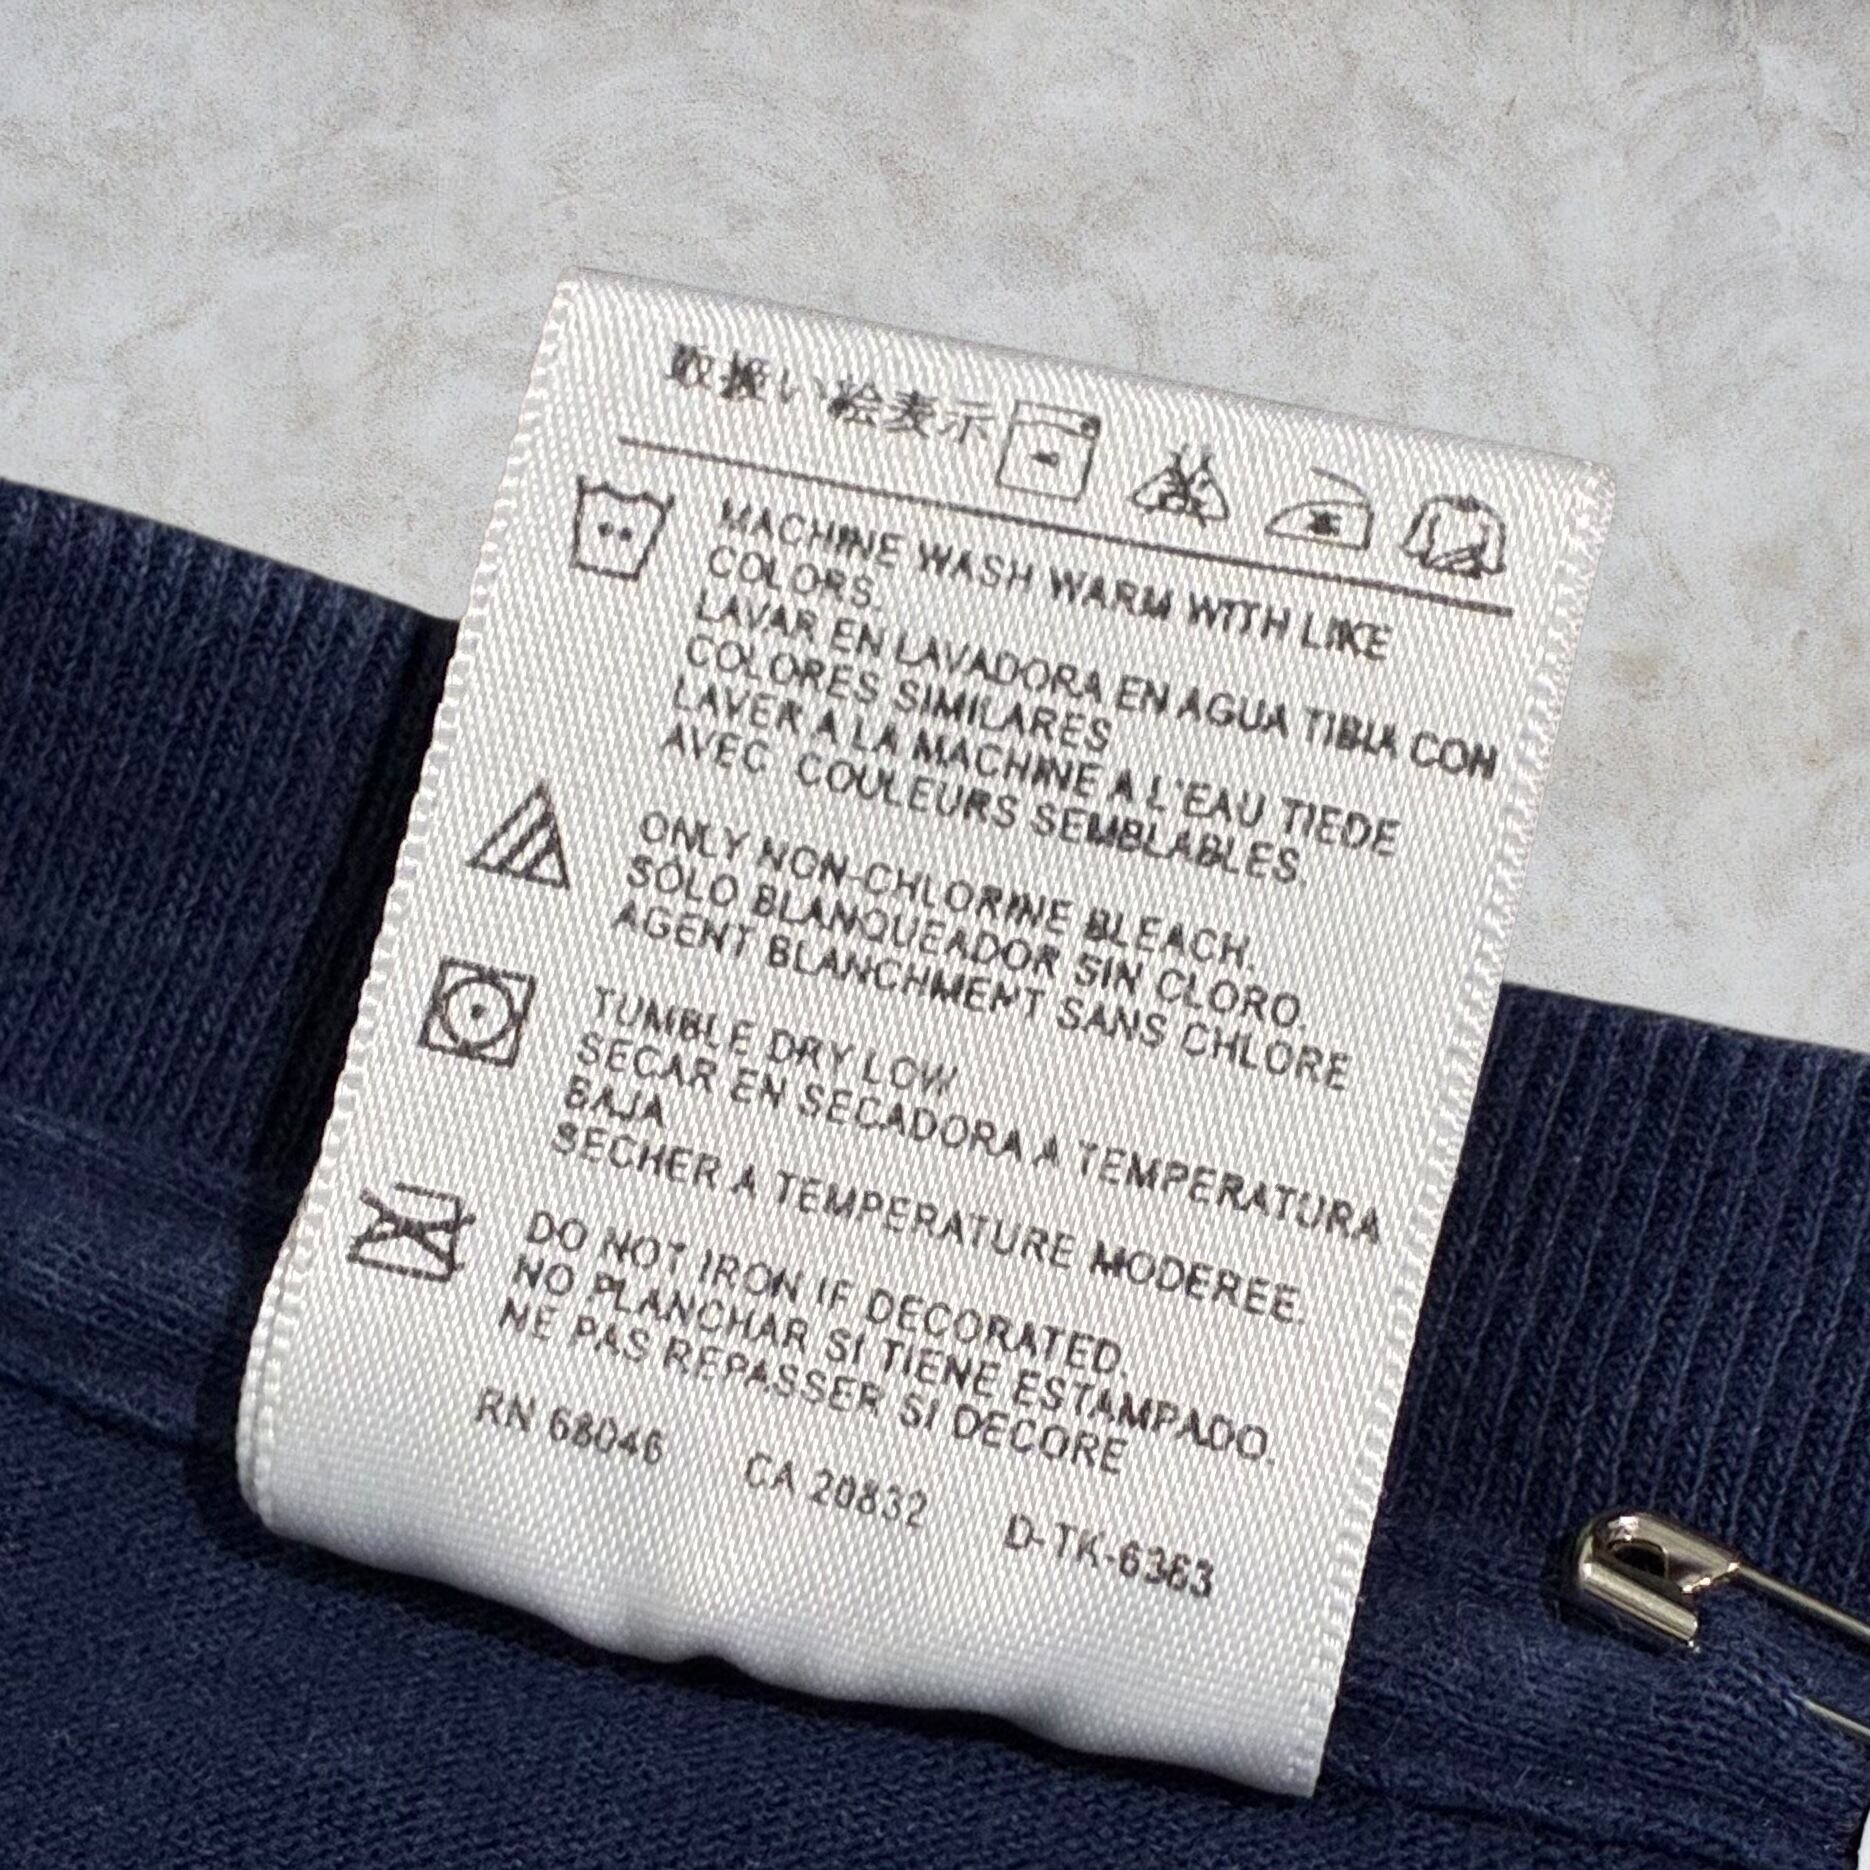 取扱い絵表示
MACHINE WASH WARM WITH LIKE
COLORS.
LAVAR EN LAVADORA EN AGUA TIBIA CON
COLORES SIMILARES
LAVER A LA MACHINE A L'EAU TIEDE
AVEC COULEURS SEMBLABLES.
ONLY NON-CHLORINE BLEACH.
SÓLO BLANQUEADOR SIN CLORO.
AGENT BLANCHMENT SANS CHLORE
TUMBLE DRY LOW
SECAR EN SECADORA A TEMPERATURA
BAJA
SECHER A TEMPERATURE MODEREE.
DO NOT IRON IF DECORATED.
NO PLANCHAR SÍ TIENE ESTAMPADO.
NE PAS REPASSER SI DECORE
RN 68046 CA 20832 D-TK-6363